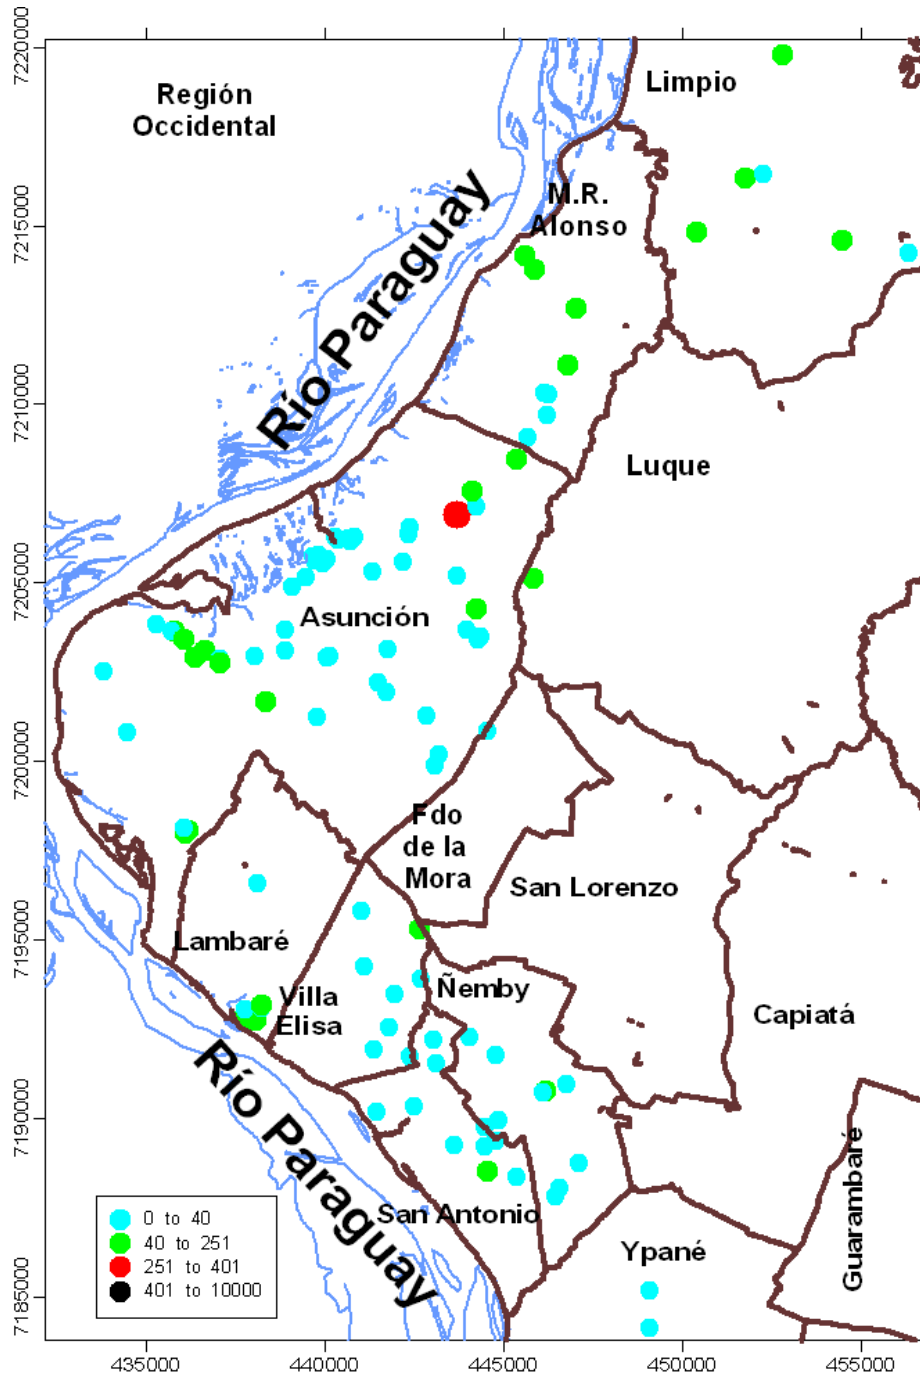 7220000
7215000
7210000
7205000
7200000
7195000
7190000
7185000
Región
Occidental
Limpio
M.R.
Alonso
Río Paraguay
Luque
Asunción
Fdo
de la
Mora
San Lorenzo
Lambaré
Villa
Elisa
Ñemby
Capiatá
Río Paraguay
San Antonio
Ypané
Guarambaré
0 to 40
40 to 251
251 to 401
401 to 10000
435000 440000 445000 450000 455000